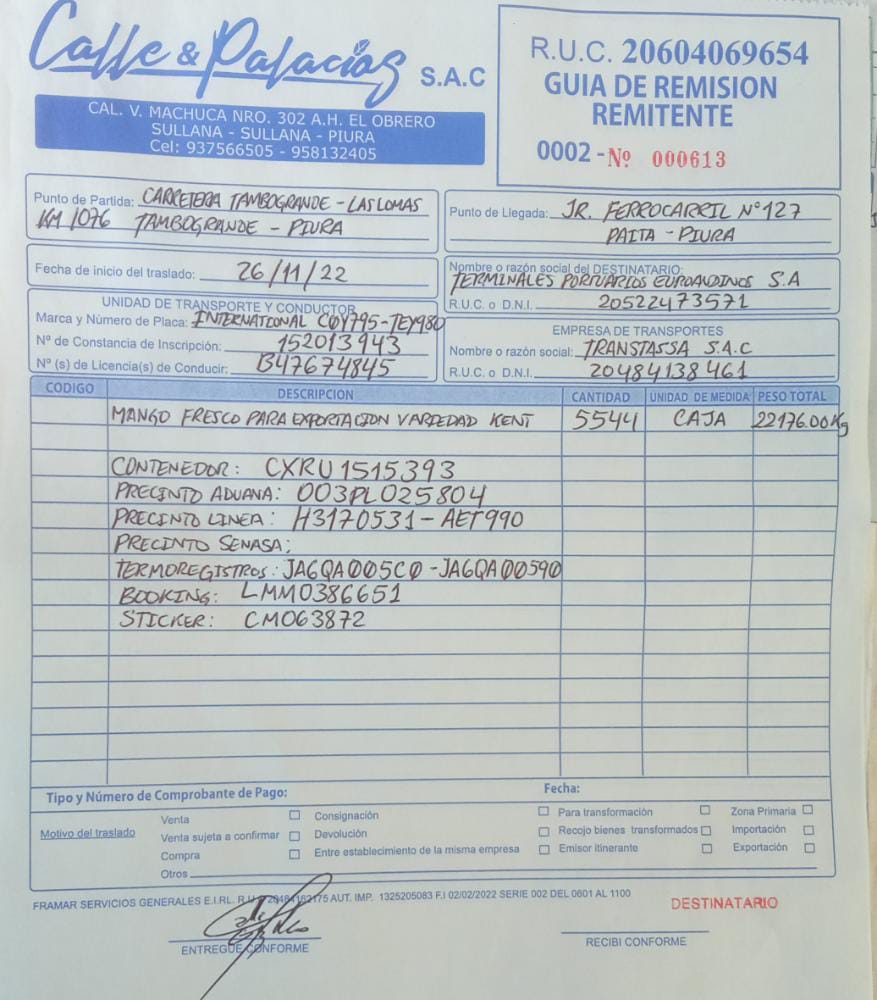 Calle & Palacios S.A.C
CAL. V. MACHUCA NRO. 302 A.H. EL OBRERO
SULLANA - SULLANA - PIURA
Cel: 937566505 - 958132405
R.U.C. 20604069654
GUIA DE REMISION
REMITENTE
0002 - Nº 000613
Punto de Partida: CARRETERA TAMBOGRANDE - LAS LOMAS
KM 1076 TAMBOGRANDE - PIURA
Punto de Llegada: JR. FERROCARRIL N°127
PAITA - PIURA
Fecha de inicio del traslado: 26/11/22
Nombre o razón social del DESTINATARIO:
TERMINALES PORTUARIOS EUROANDINOS S.A
R.U.C. o D.N.I. 20522473571
UNIDAD DE TRANSPORTE Y CONDUCTOR
Marca y Número de Placa: INTERNATIONAL C0Y795-TEY980
Nº de Constancia de Inscripción: 152013943
Nº (s) de Licencia(s) de Conducir: B47674845
EMPRESA DE TRANSPORTES
Nombre o razón social: TRANSTASSA S.A.C
R.U.C. o D.N.I. 20484138461
CODIGO DESCRIPCION CANTIDAD UNIDAD DE MEDIDA PESO TOTAL
MANGO FRESCO PARA EXPORTACION VARIEDAD KENT 5544 CAJA 22176.00Kg
CONTENEDOR: CXRU1515393
PRECINTO ADUANA: 003PL025804
PRECINTO LINEA: H3170531-AET990
PRECINTO SENASA;
TERMOREGISTROS: JA6QA005C0 -JA6QA00590
BOOKING: LMM0386651
STICKER: CM063872
Tipo y Número de Comprobante de Pago: Fecha:
Motivo del traslado
Venta Consignación Para transformación Zona Primaria
Venta sujeta a confirmar Devolución Recojo bienes transformados Importación
Compra Entre establecimiento de la misma empresa Emisor itinerante Exportación
Otros
FRAMAR SERVICIOS GENERALES E.I.RL. AUT. IMP. 1325205083 F.I 02/02/2022 SERIE 002 DEL 0601 AL 1100
DESTINATARIO
ENTREGUE CONFORME
RECIBI CONFORME